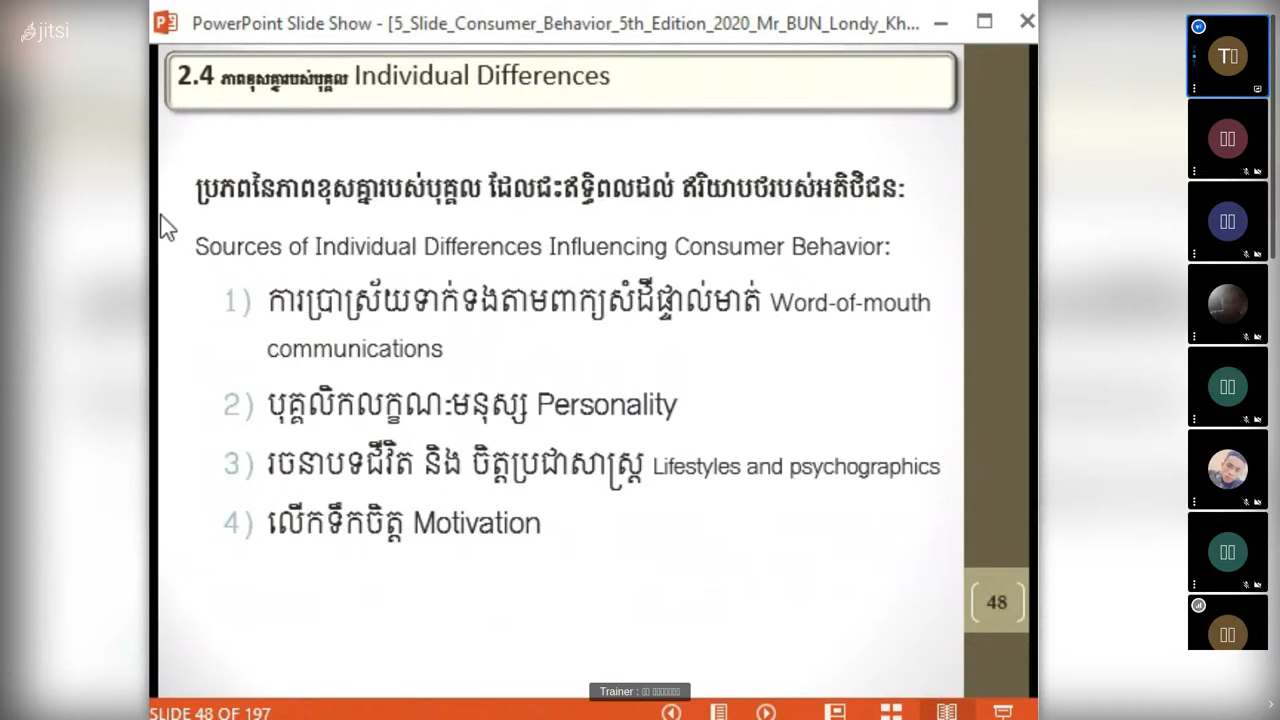 jitsi
PowerPoint Slide Show - [5_Slide_Consumer_Behavior_5th_Edition_2020_Mr_BUN_Londy_Kh...
2.4 ភាពខុសគ្នារបស់បុគ្គល Individual Differences
ប្រភពនៃភាពខុសគ្នារបស់បុគ្គល ដែលជះឥទ្ធិពលដល់ ឥរិយាបថរបស់អតិថិជន:
Sources of Individual Differences Influencing Consumer Behavior:
1) ការប្រាស្រ័យទាក់ទងតាមពាក្យសំដីផ្ទាល់មាត់ Word-of-mouth
communications
2) បុគ្គលិកលក្ខណ:មនុស្ស Personality
3) រចនាបទជីវិត និង ចិត្តប្រជាសាស្ត្រ Lifestyles and psychographics
4) លើកទឹកចិត្ត Motivation
48
Trainer :
SLIDE 48 OF 197
T